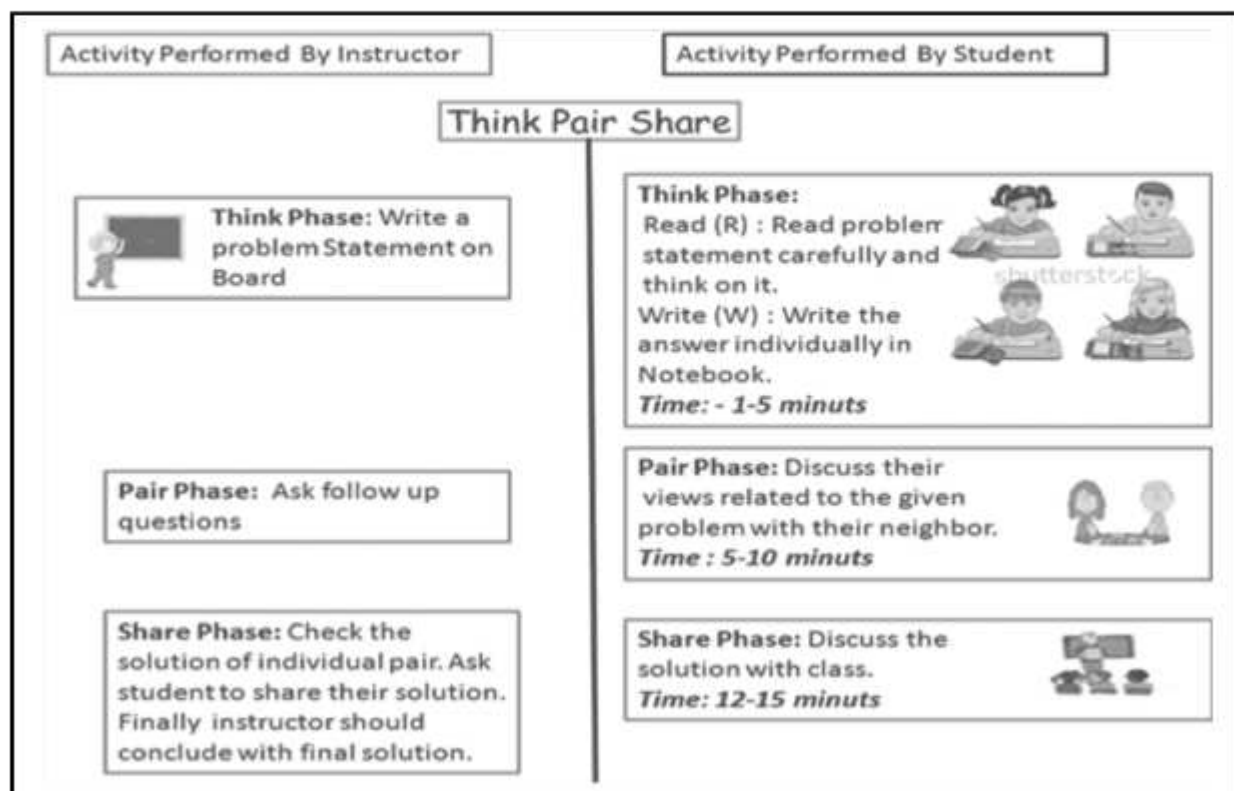 Activity Performed By Instructor
Activity Performed By Student
Think Pair Share
Think Phase: Write a
problem Statement on
Board
Think Phase:
Read (R) : Read problem
statement carefully and
think on it.
Write (W) : Write the
answer individually in
Notebook.
Time: - 1-5 minuts
shutterstock
Pair Phase: Ask follow up
questions
Pair Phase: Discuss their
views related to the given
problem with their neighbor.
Time : 5-10 minuts
Share Phase: Check the
solution of individual pair. Ask
student to share their solution.
Finally instructor should
conclude with final solution.
Share Phase: Discuss the
solution with class.
Time: 12-15 minuts